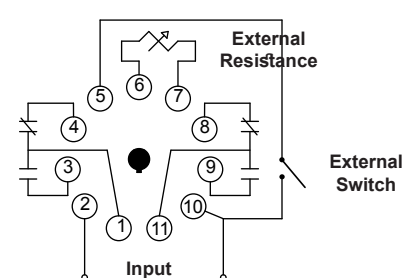 External
Resistance
5
6
7
4
8
3
9
External
Switch
2
10
1
11
Input